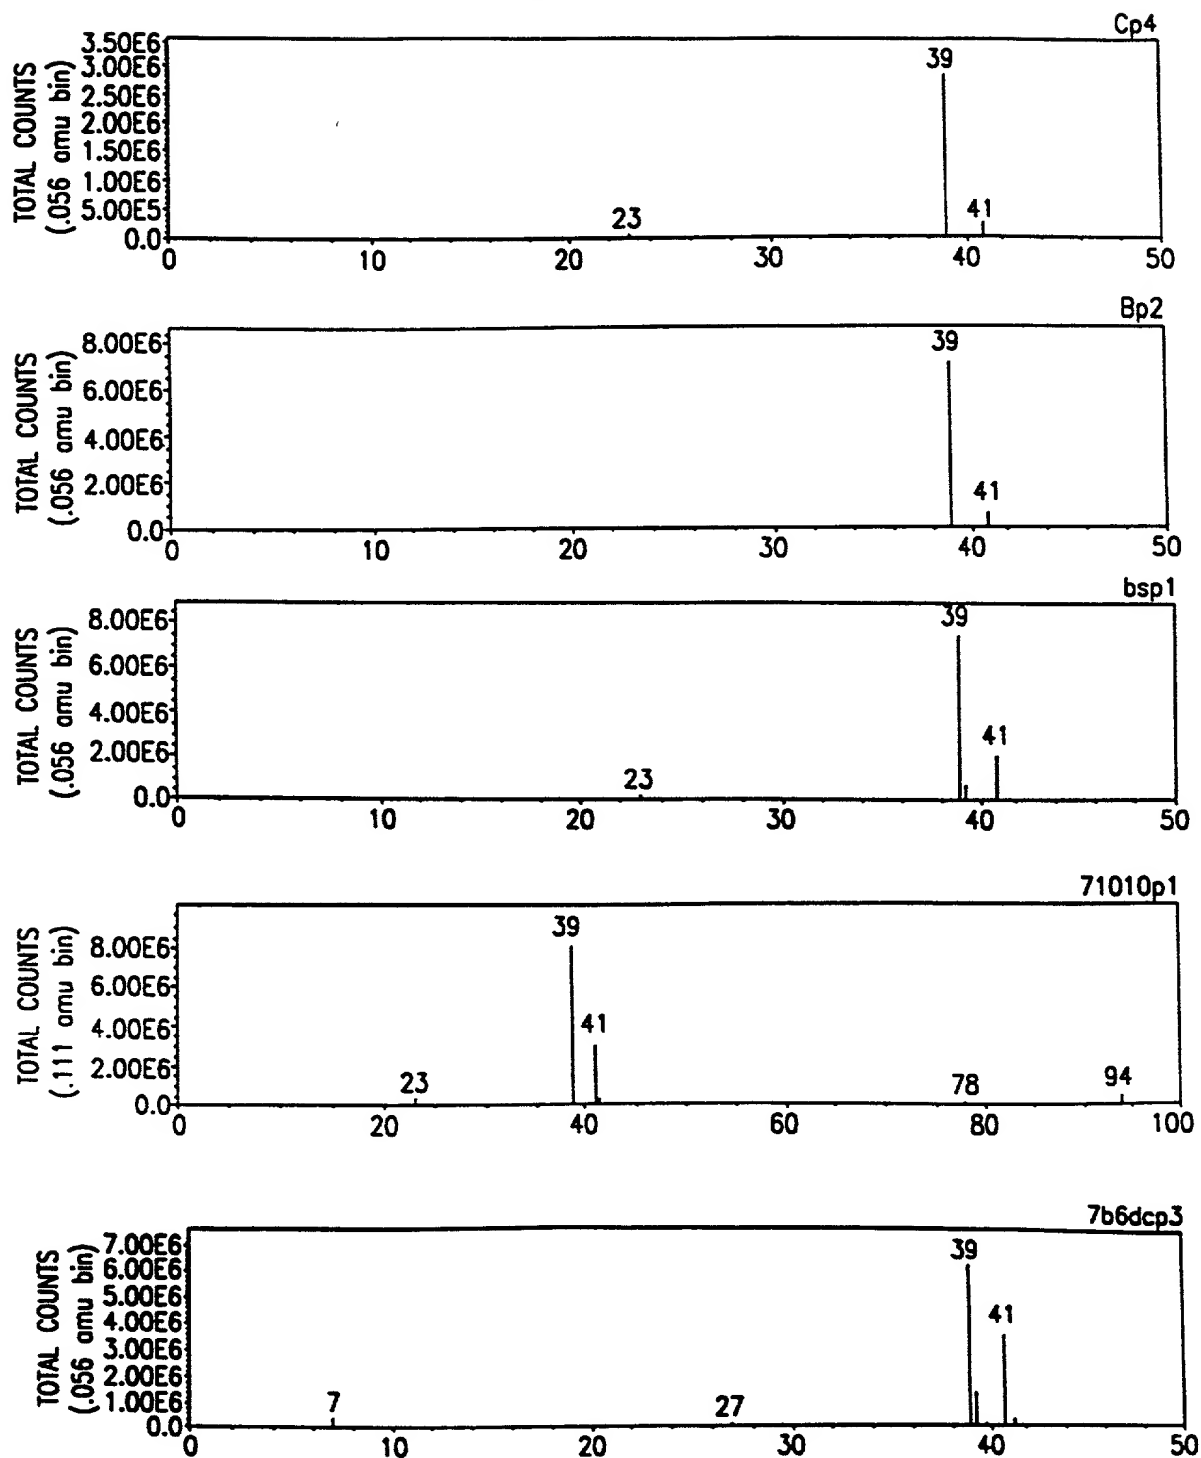 Cp4
TOTAL COUNTS
(.056 amu bin)
3.50E6
3.00E6
2.50E6
2.00E6
1.50E6
1.00E6
5.00E5
0.0
23
39
41
0 10 20 30 40 50
Bp2
TOTAL COUNTS
(.056 amu bin)
8.00E6
6.00E6
4.00E6
2.00E6
0.0
39
41
0 10 20 30 40 50
bsp1
TOTAL COUNTS
(.056 amu bin)
8.00E6
6.00E6
4.00E6
2.00E6
0.0
23
39
41
0 10 20 30 40 50
71010p1
TOTAL COUNTS
(.111 amu bin)
8.00E6
6.00E6
4.00E6
2.00E6
0.0
23
39
41
78
94
0 20 40 60 80 100
7b6dcp3
TOTAL COUNTS
(.056 amu bin)
7.00E6
6.00E6
5.00E6
4.00E6
3.00E6
2.00E6
1.00E6
0.0
7
27
39
41
0 10 20 30 40 50